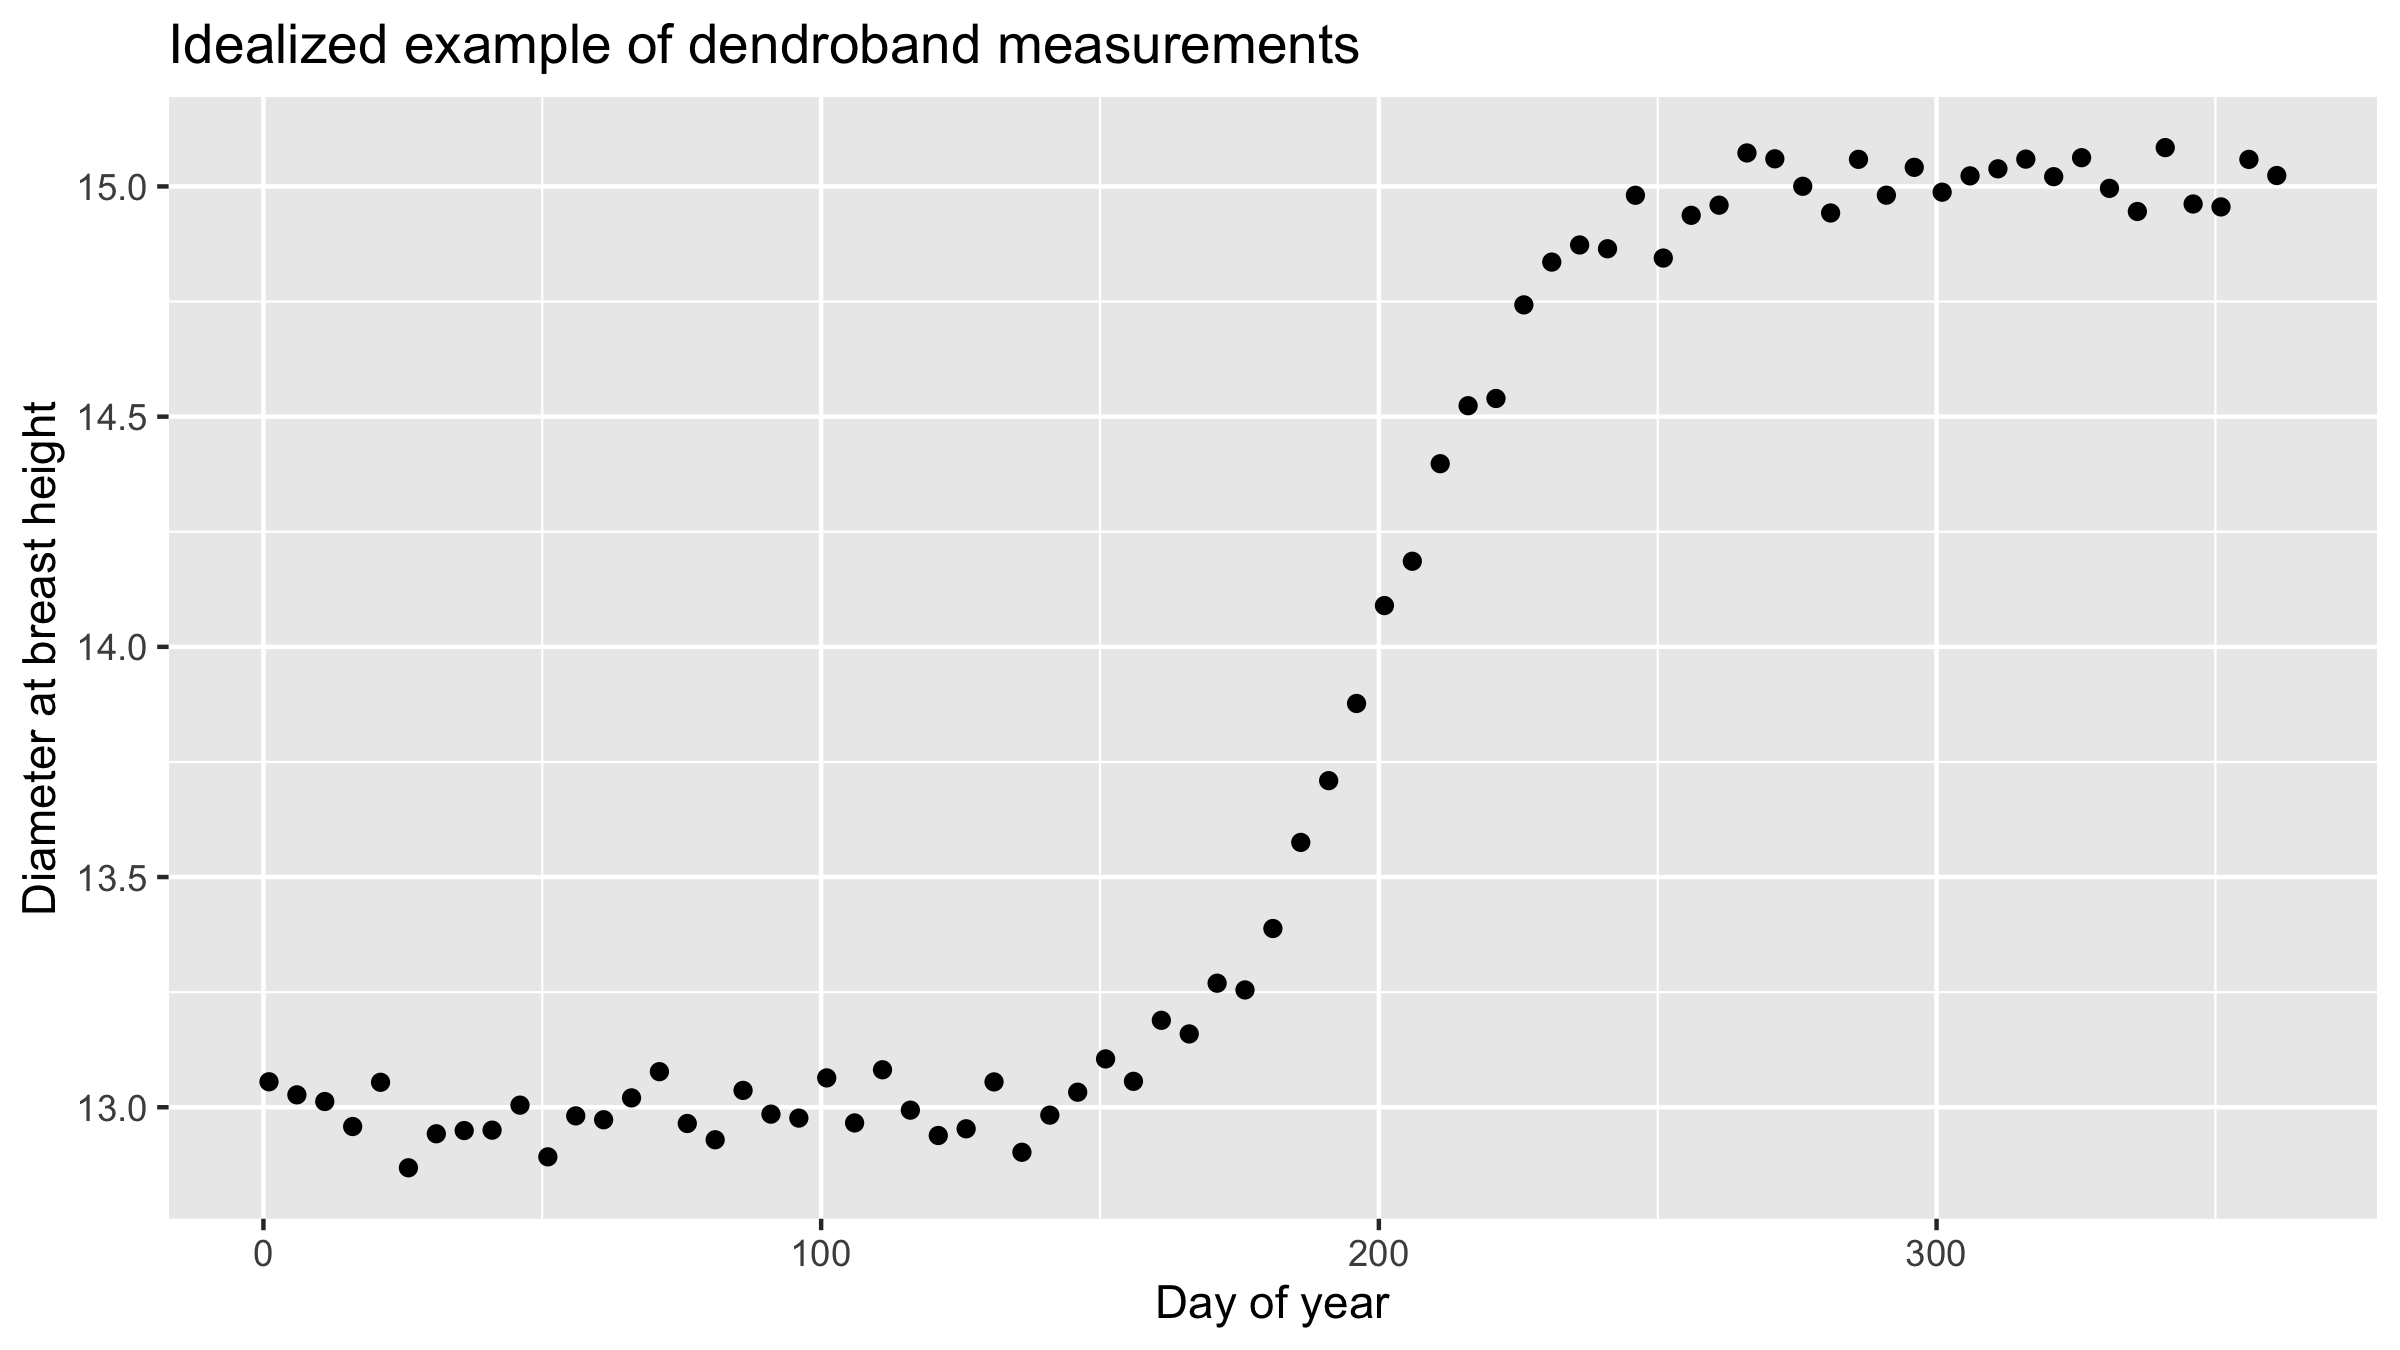 Idealized example of dendroband measurements
Diameter at breast height
15.0
14.5
14.0
13.5
13.0
0 100 200 300
Day of year